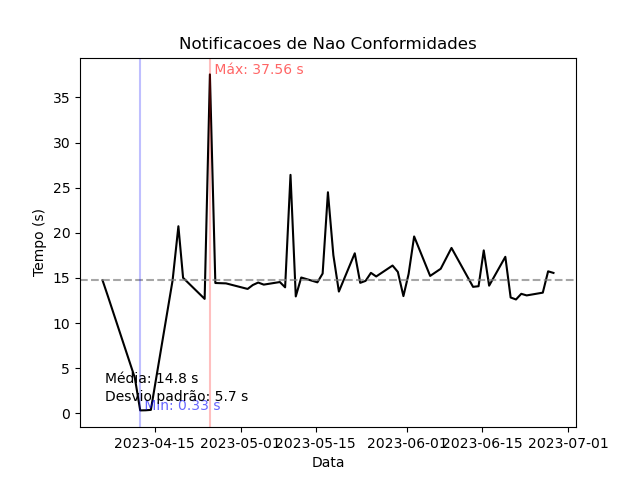 Notificacoes de Nao Conformidades
Máx: 37.56 s
Tempo (s)
35
30
25
20
15
10
5
0
Média: 14.8 s
Desvio padrão: 5.7 s
Mín: 0.33 s
2023-04-15
2023-05-01
2023-05-15
2023-06-01
2023-06-15
2023-07-01
Data